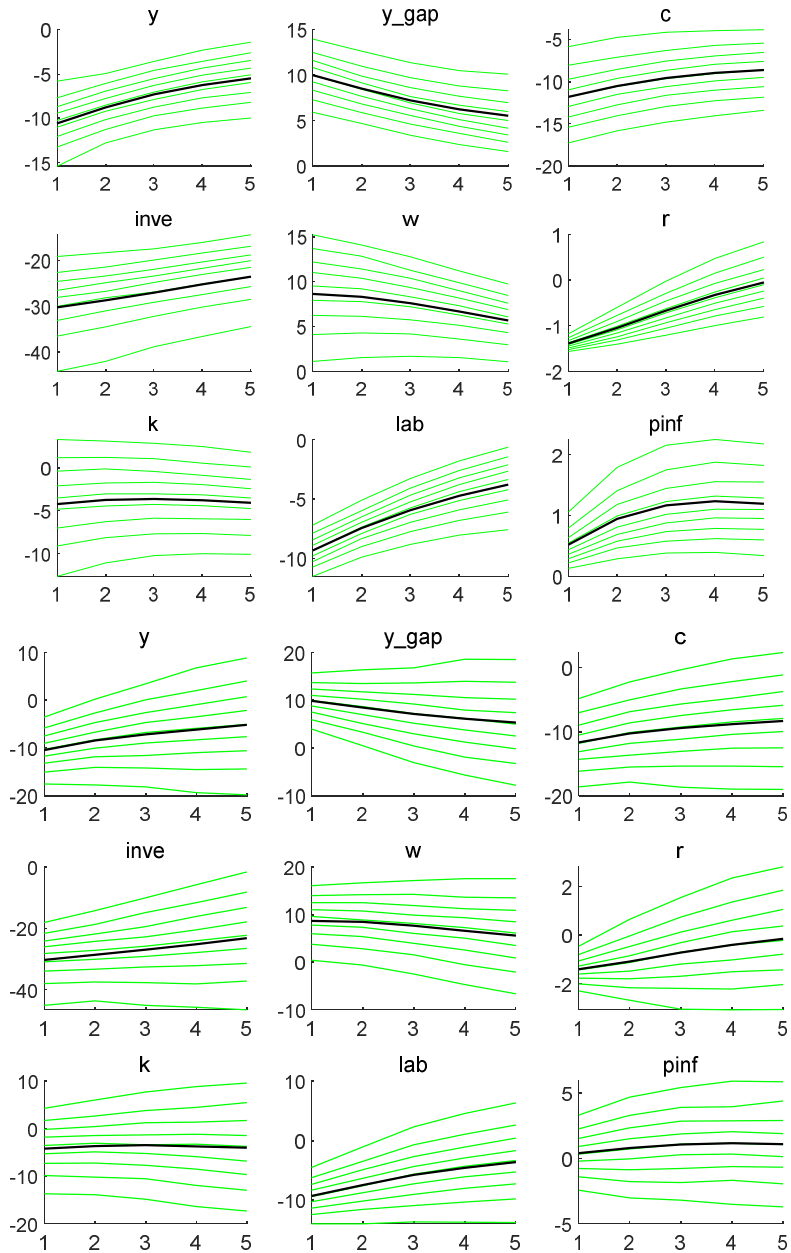 y y_gap c
0 15 -5
-5 10 -10
-10 5 -15
-15 0 -20
1 2 3 4 5 1 2 3 4 5 1 2 3 4 5
inve w r
-20 15 1
-30 10 0
-40 5 -1
0 -2
1 2 3 4 5 1 2 3 4 5 1 2 3 4 5
k lab pinf
0 0 2
-5 -5 1
-10 -10 0
1 2 3 4 5 1 2 3 4 5 1 2 3 4 5
y y_gap c
10 20 0
0 10 -10
-10 0 -20
-20 -10
1 2 3 4 5 1 2 3 4 5 1 2 3 4 5
inve w r
0 20 2
-20 10 0
-40 0 -2
-10
1 2 3 4 5 1 2 3 4 5 1 2 3 4 5
k lab pinf
10 10 5
0 0 0
-10 -10 -5
-20
1 2 3 4 5 1 2 3 4 5 1 2 3 4 5